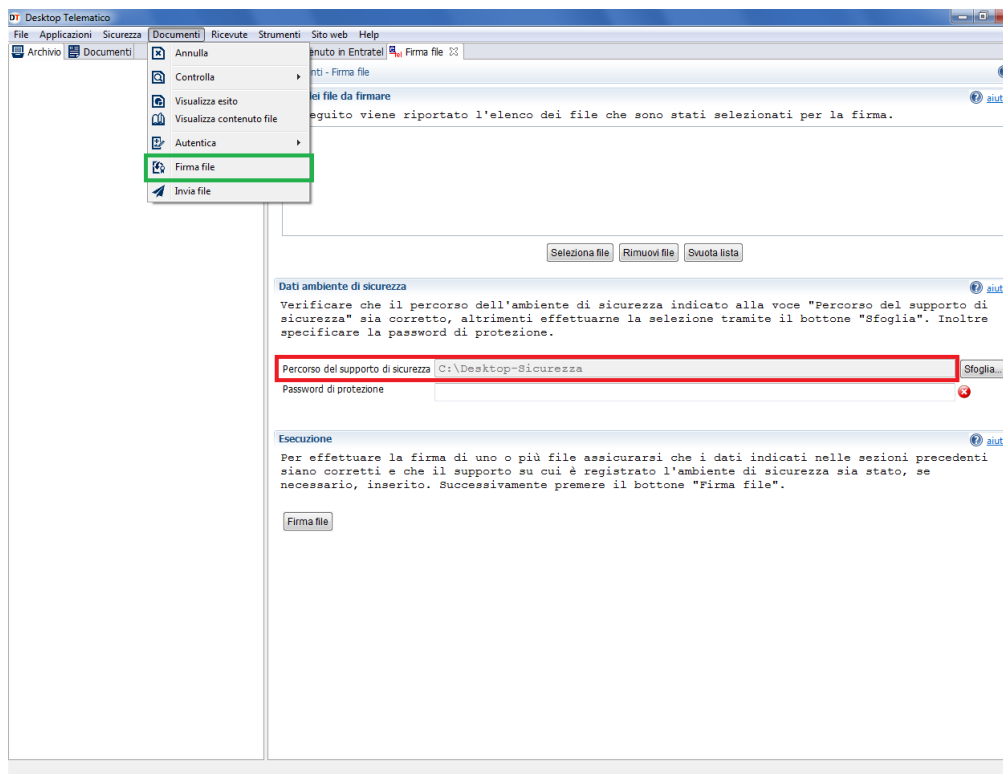 DT Desktop Telematico
File Applicazioni Sicurezza Documenti Ricevute Strumenti Sito web Help
Archivio Documenti enuto in Entratel Firma file
Annulla
Controlla
Visualizza esito
Visualizza contenuto file
Autentica
Firma file
Invia file
nti - Firma file
dei file da firmare aiut
eguito viene riportato l'elenco dei file che sono stati selezionati per la firma.
Seleziona file Rimuovi file Svuota lista
Dati ambiente di sicurezza aiut
Verificare che il percorso dell'ambiente di sicurezza indicato alla voce "Percorso del supporto di
sicurezza" sia corretto, altrimenti effettuarne la selezione tramite il bottone "Sfoglia". Inoltre
specificare la password di protezione.
Percorso del supporto di sicurezza C:\Desktop-Sicurezza Sfoglia...
Password di protezione
Esecuzione aiut
Per effettuare la firma di uno o più file assicurarsi che i dati indicati nelle sezioni precedenti
siano corretti e che il supporto su cui è registrato l'ambiente di sicurezza sia stato, se
necessario, inserito. Successivamente premere il bottone "Firma file".
Firma file